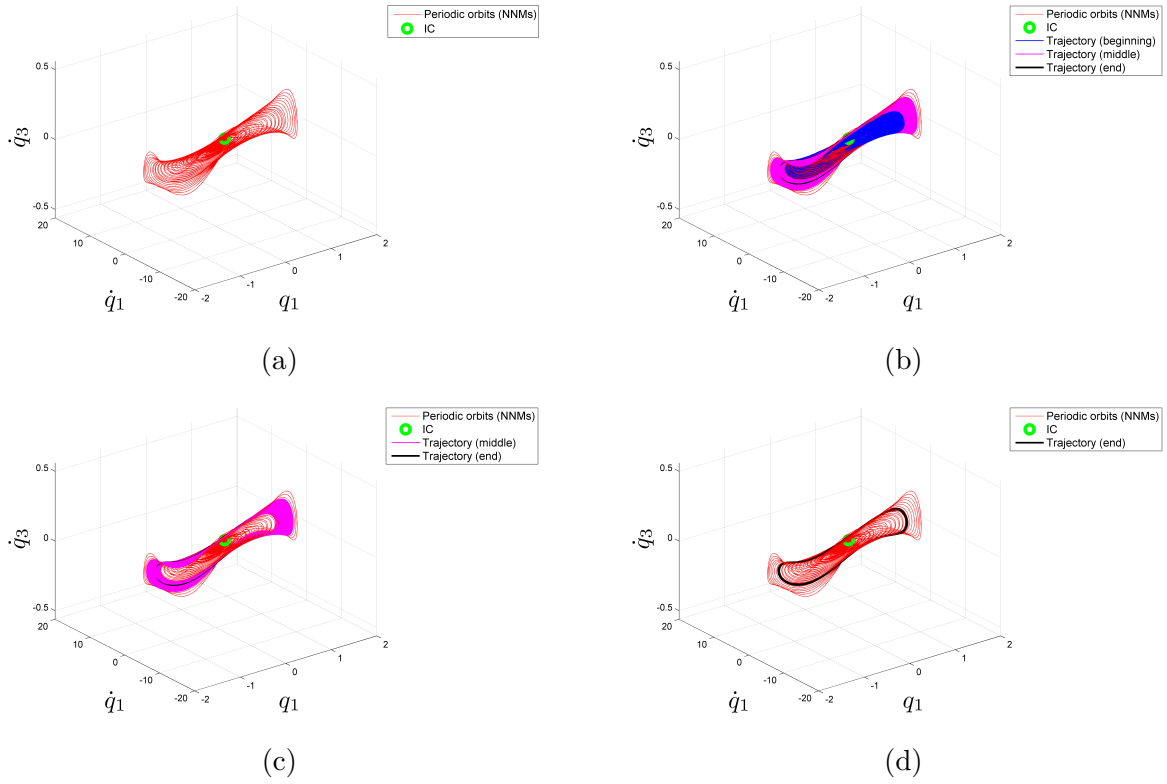 Periodic orbits (NNMs)
IC
0.5
0
-0.5
q̇3
20
10
0
-10
-20
q̇1
-2
-1
0
1
2
q1
(a)
Periodic orbits (NNMs)
IC
Trajectory (beginning)
Trajectory (middle)
Trajectory (end)
0.5
0
-0.5
q̇3
20
10
0
-10
-20
q̇1
-2
-1
0
1
2
q1
(b)
Periodic orbits (NNMs)
IC
Trajectory (middle)
Trajectory (end)
0.5
0
-0.5
q̇3
20
10
0
-10
-20
q̇1
-2
-1
0
1
2
q1
(c)
Periodic orbits (NNMs)
IC
Trajectory (end)
0.5
0
-0.5
q̇3
20
10
0
-10
-20
q̇1
-2
-1
0
1
2
q1
(d)